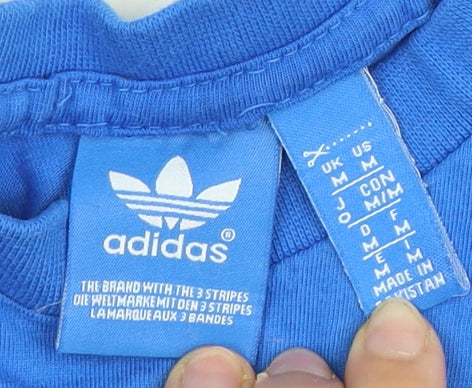 adidas®
THE BRAND WITH THE 3 STRIPES
DIE WELTMARKE MIT DEN 3 STRIPES
LA MARQUE AUX 3 BANDES
UK US
M M
J/O CON
M/M
D F
M M
E I
M M
MADE IN
PAKISTAN